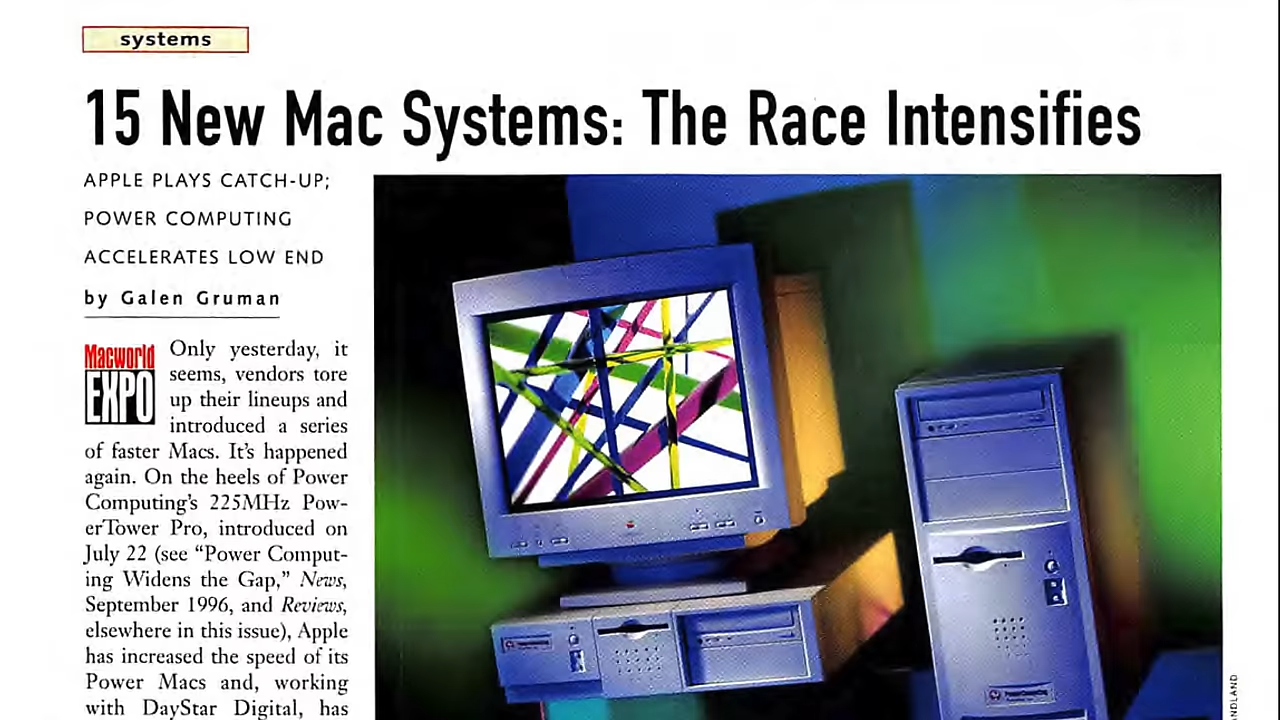 systems
15 New Mac Systems: The Race Intensifies
APPLE PLAYS CATCH-UP;
POWER COMPUTING
ACCELERATES LOW END
by Galen Gruman
Macworld
EXPO
Only yesterday, it
seems, vendors tore
up their lineups and
introduced a series
of faster Macs. It's happened
again. On the heels of Power
Computing's 225MHz Pow-
erTower Pro, introduced on
July 22 (see “Power Comput-
ing Widens the Gap,” News,
September 1996, and Reviews,
elsewhere in this issue), Apple
has increased the speed of its
Power Macs and, working
with DayStar Digital, has
NDLAND